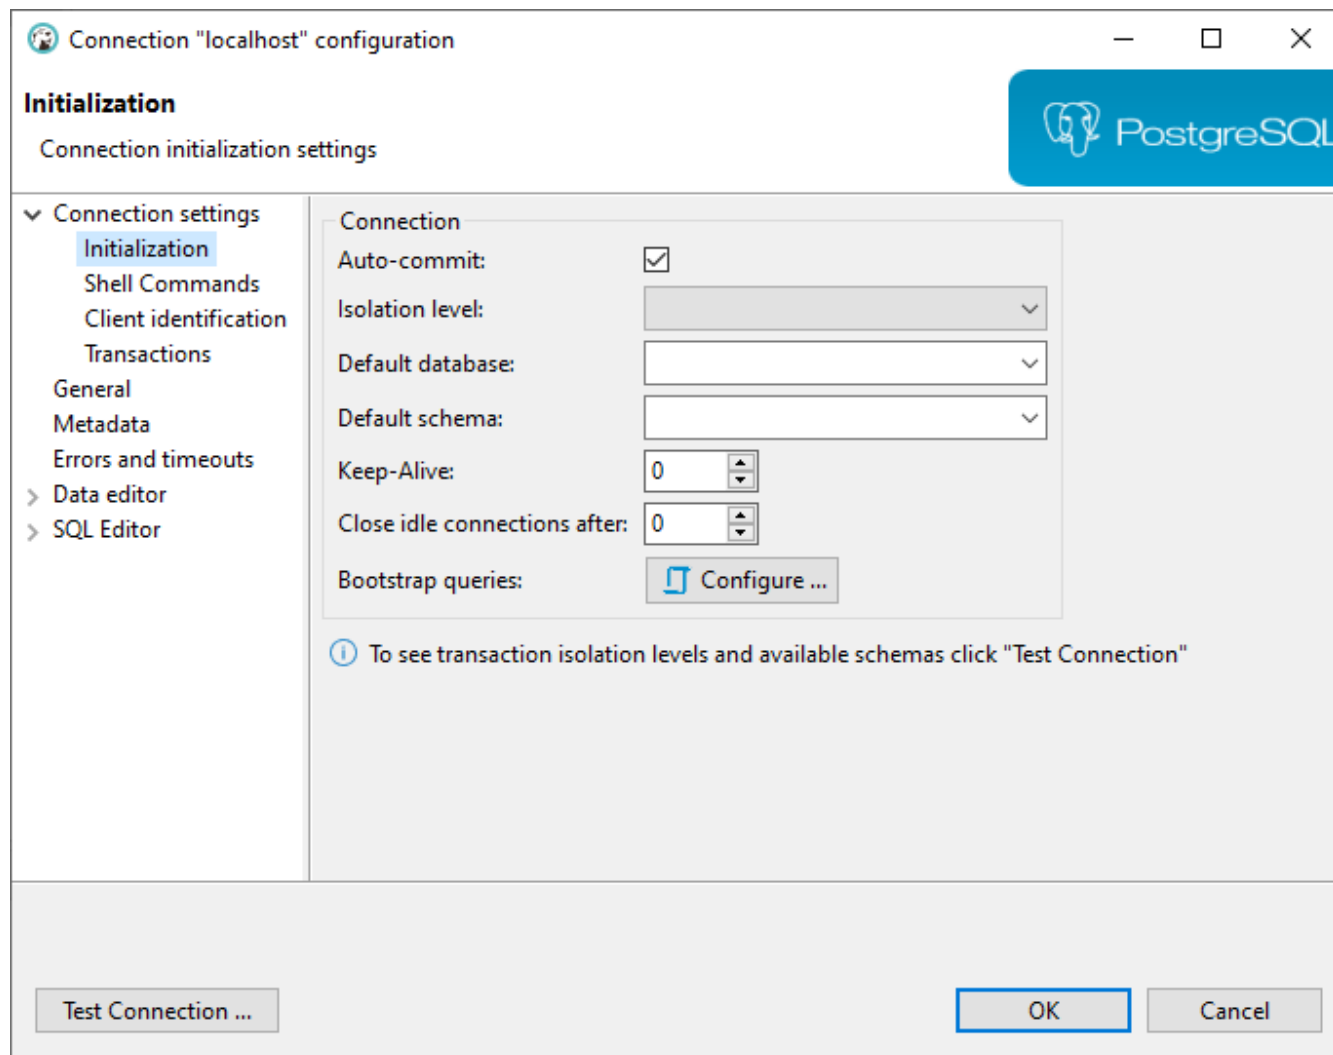 Connection "localhost" configuration
Initialization
Connection initialization settings
PostgreSQL
Connection settings
Initialization
Shell Commands
Client identification
Transactions
General
Metadata
Errors and timeouts
Data editor
SQL Editor
Connection
Auto-commit:
Isolation level:
Default database:
Default schema:
Keep-Alive: 0
Close idle connections after: 0
Bootstrap queries: Configure ...
To see transaction isolation levels and available schemas click "Test Connection"
Test Connection ... OK Cancel